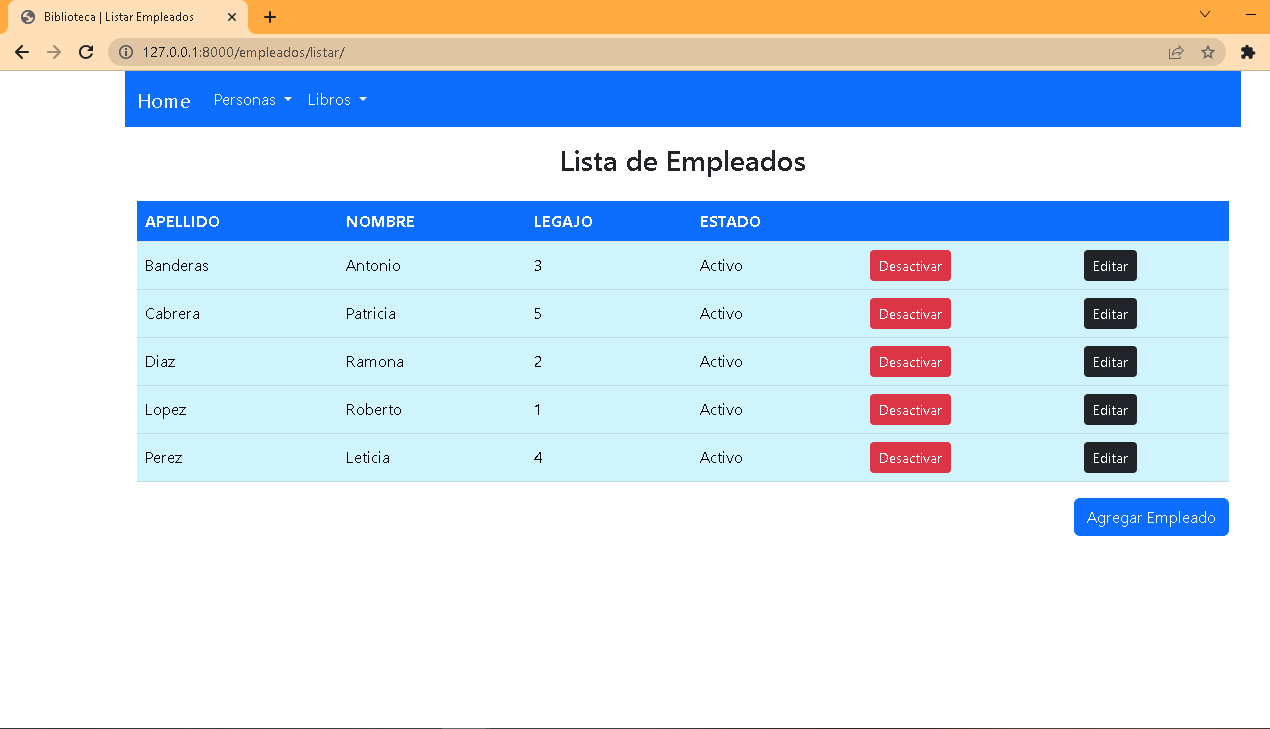 Biblioteca | Listar Empleados
127.0.0.1:8000/empleados/listar/
Home Personas Libros
Lista de Empleados
APELLIDO NOMBRE LEGAJO ESTADO
Banderas Antonio 3 Activo Desactivar Editar
Cabrera Patricia 5 Activo Desactivar Editar
Diaz Ramona 2 Activo Desactivar Editar
Lopez Roberto 1 Activo Desactivar Editar
Perez Leticia 4 Activo Desactivar Editar
Agregar Empleado